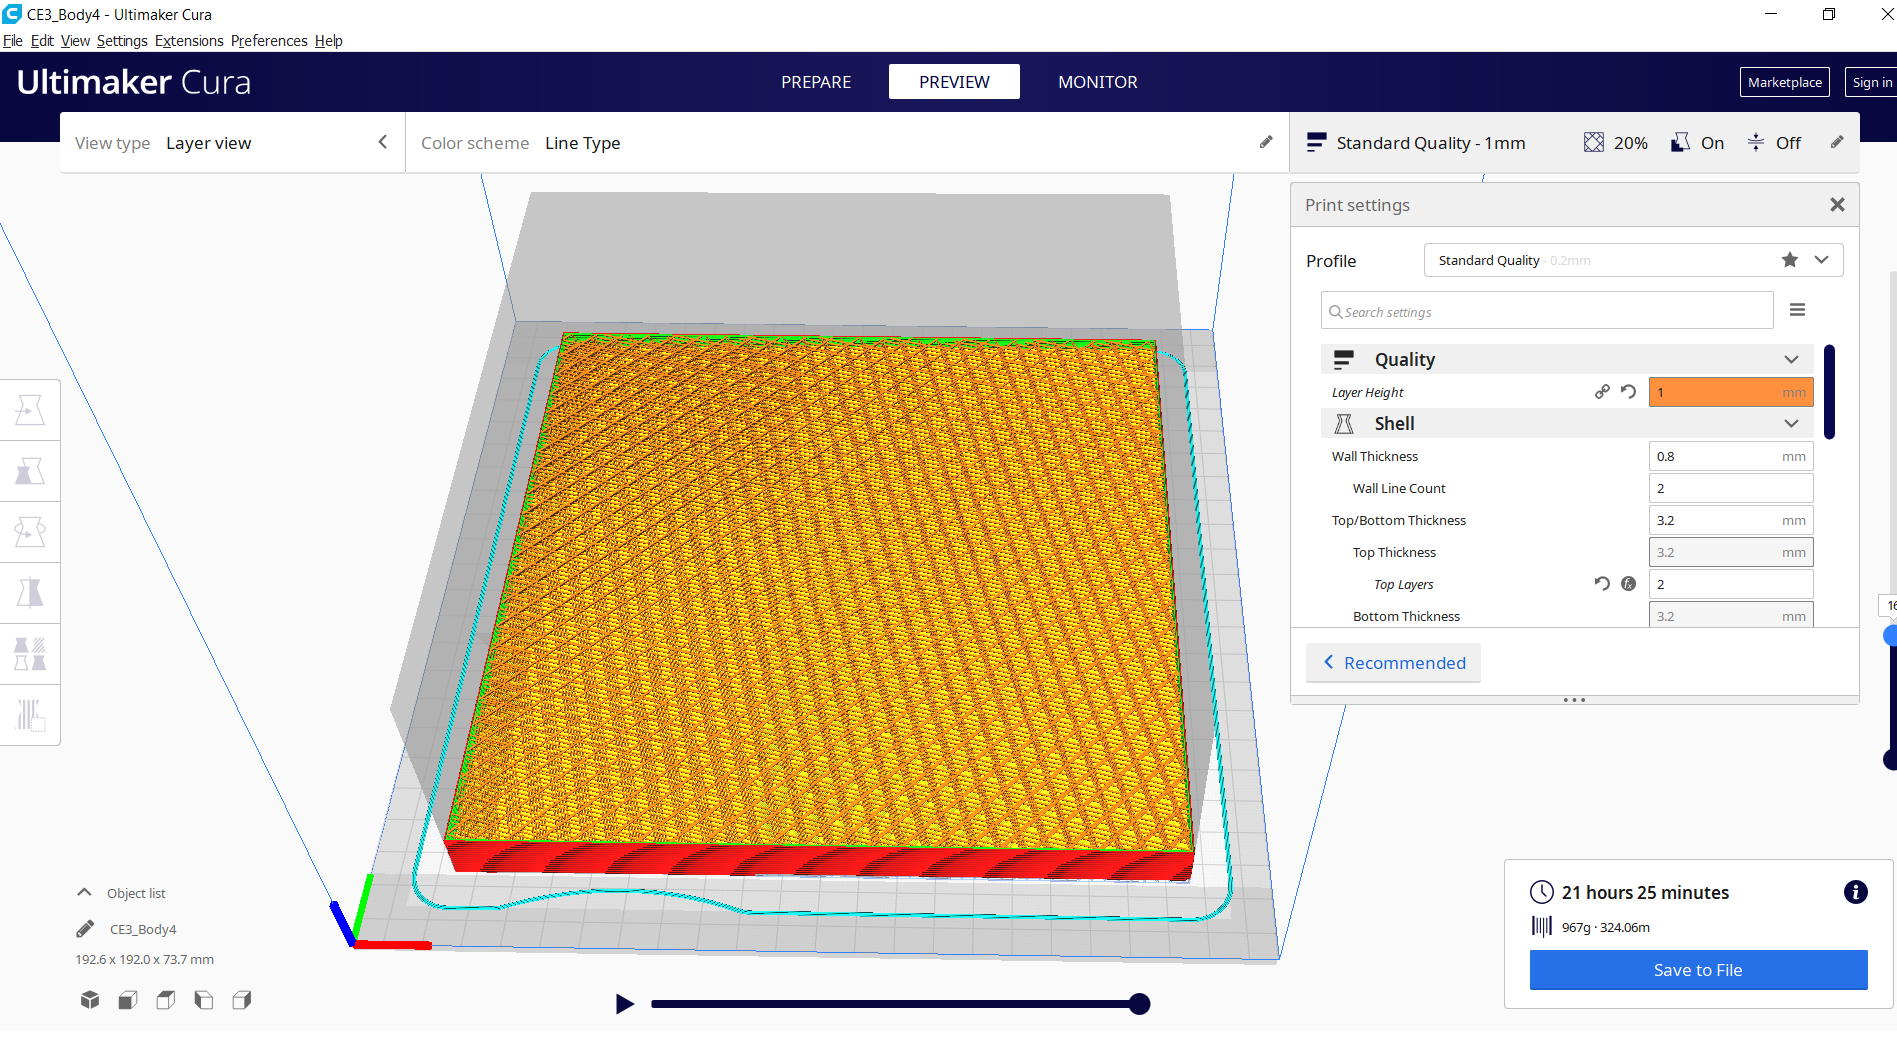 CE3_Body4 - Ultimaker Cura
File Edit View Settings Extensions Preferences Help
Ultimaker Cura
PREPARE
PREVIEW
MONITOR
Marketplace
Sign in
View type Layer view
Color scheme Line Type
Standard Quality - 1mm
20%
On
Off
Print settings
Profile
Standard Quality - 0.2mm
Search settings
Quality
Layer Height 1 mm
Shell
Wall Thickness 0.8 mm
Wall Line Count 2
Top/Bottom Thickness 3.2 mm
Top Thickness 3.2 mm
Top Layers 2
Bottom Thickness 3.2 mm
Recommended
Object list
CE3_Body4
192.6 x 192.0 x 73.7 mm
21 hours 25 minutes
967g · 324.06m
Save to File